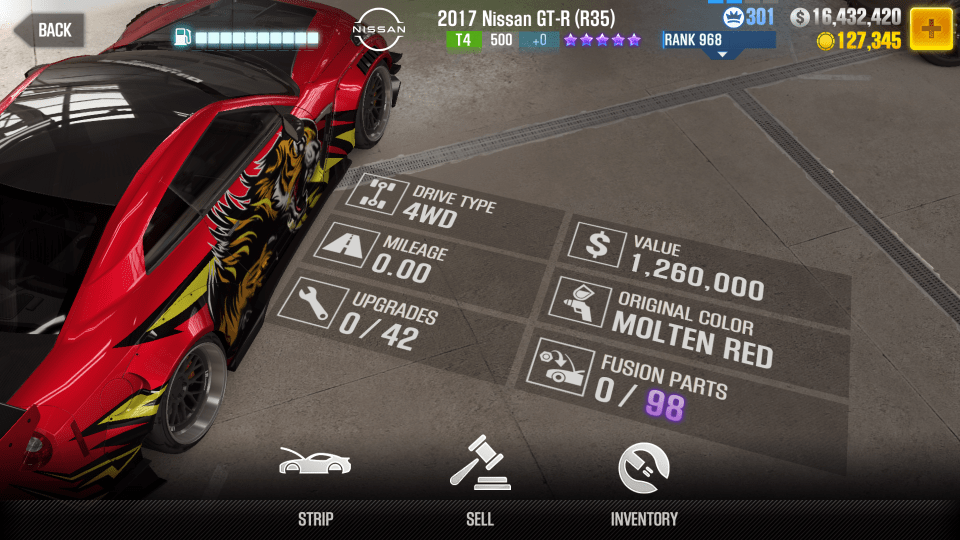 BACK
NISSAN
2017 Nissan GT-R (R35)
T4 500 +0
RANK 968
301
$ 16,432,420
127,345
+
DRIVE TYPE
4WD
MILEAGE
0.00
UPGRADES
0 / 42
$
VALUE
1,260,000
ORIGINAL COLOR
MOLTEN RED
FUSION PARTS
0 / 98
STRIP
SELL
INVENTORY